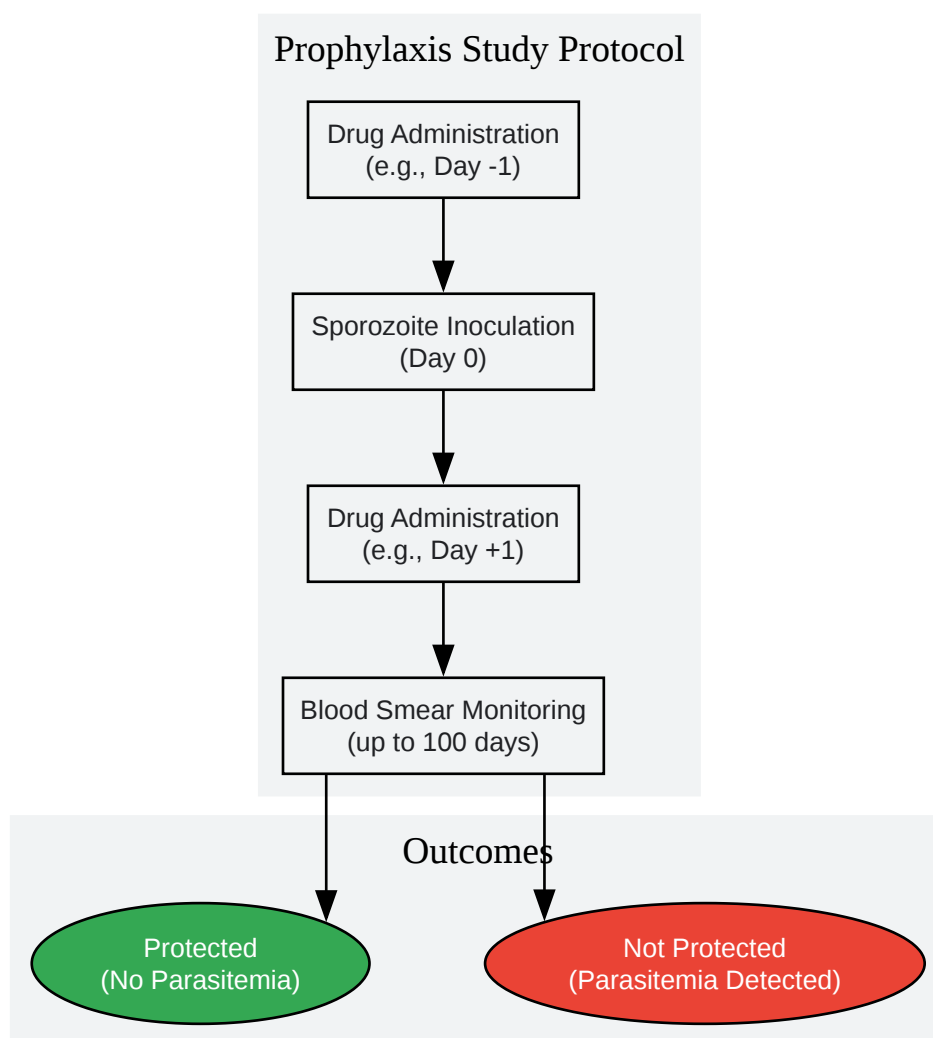 Prophylaxis Study Protocol
Drug Administration
(e.g., Day -1)
Sporozoite Inoculation
(Day 0)
Drug Administration
(e.g., Day +1)
Blood Smear Monitoring
(up to 100 days)
Outcomes
Protected
(No Parasitemia)
Not Protected
(Parasitemia Detected)